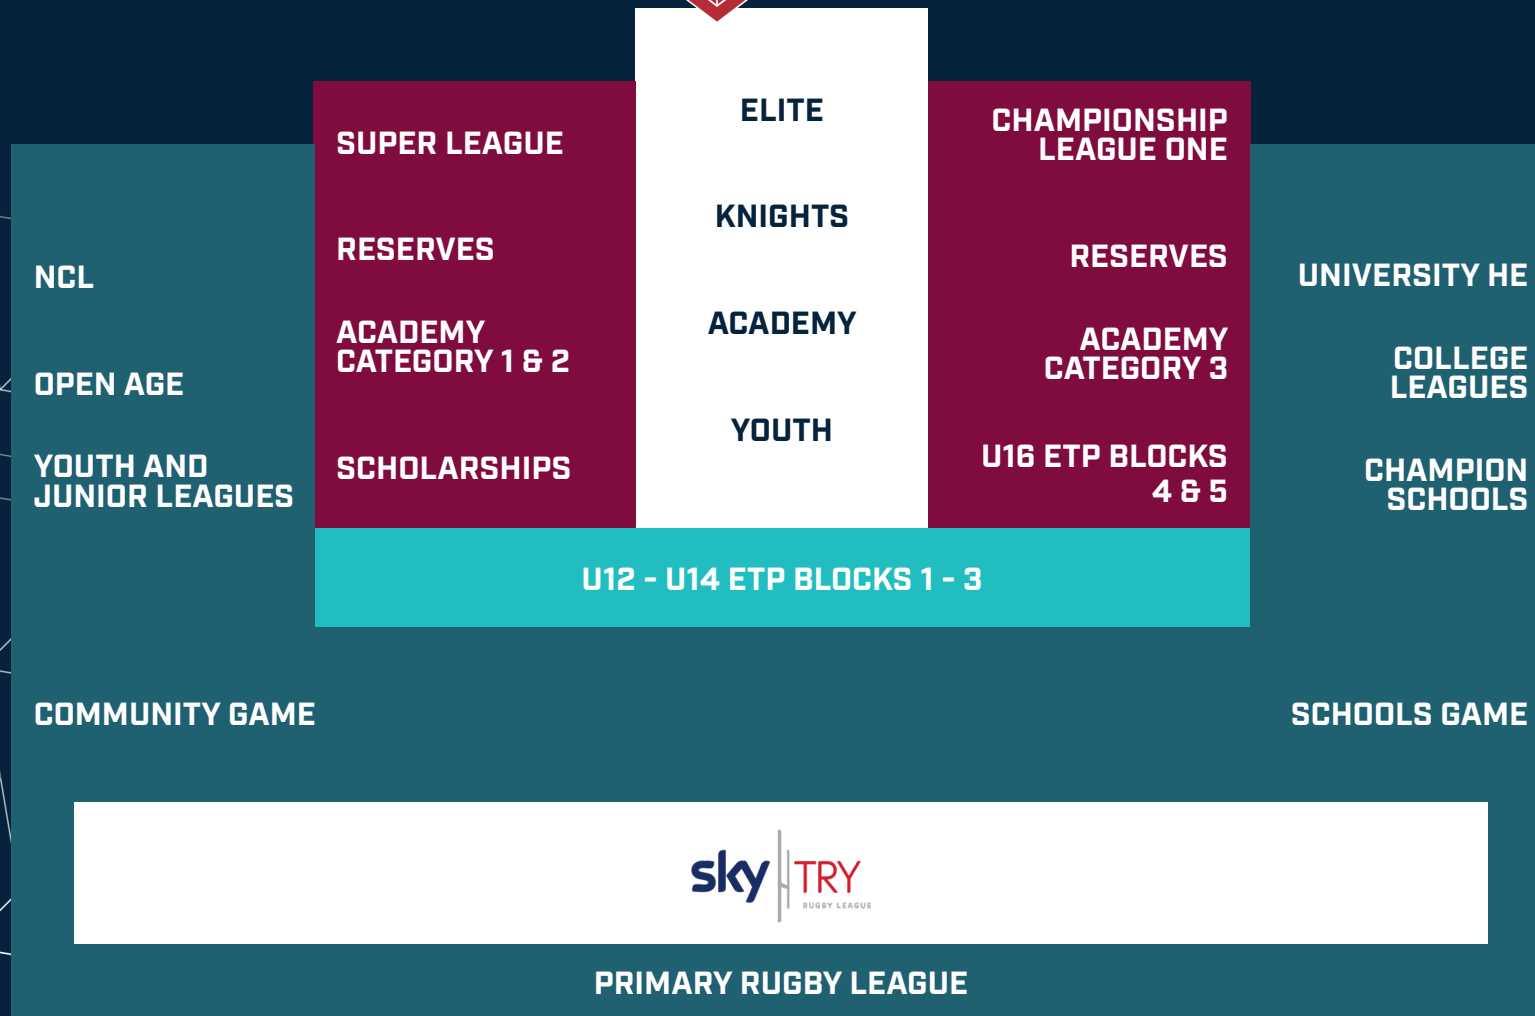 ELITE
KNIGHTS
ACADEMY
YOUTH
SUPER LEAGUE
RESERVES
ACADEMY
CATEGORY 1 & 2
SCHOLARSHIPS
CHAMPIONSHIP
LEAGUE ONE
RESERVES
ACADEMY
CATEGORY 3
U16 ETP BLOCKS
4 & 5
NCL
OPEN AGE
YOUTH AND
JUNIOR LEAGUES
UNIVERSITY HE
COLLEGE
LEAGUES
CHAMPION
SCHOOLS
U12 - U14 ETP BLOCKS 1 - 3
COMMUNITY GAME
SCHOOLS GAME
sky TRY
RUGBY LEAGUE
PRIMARY RUGBY LEAGUE